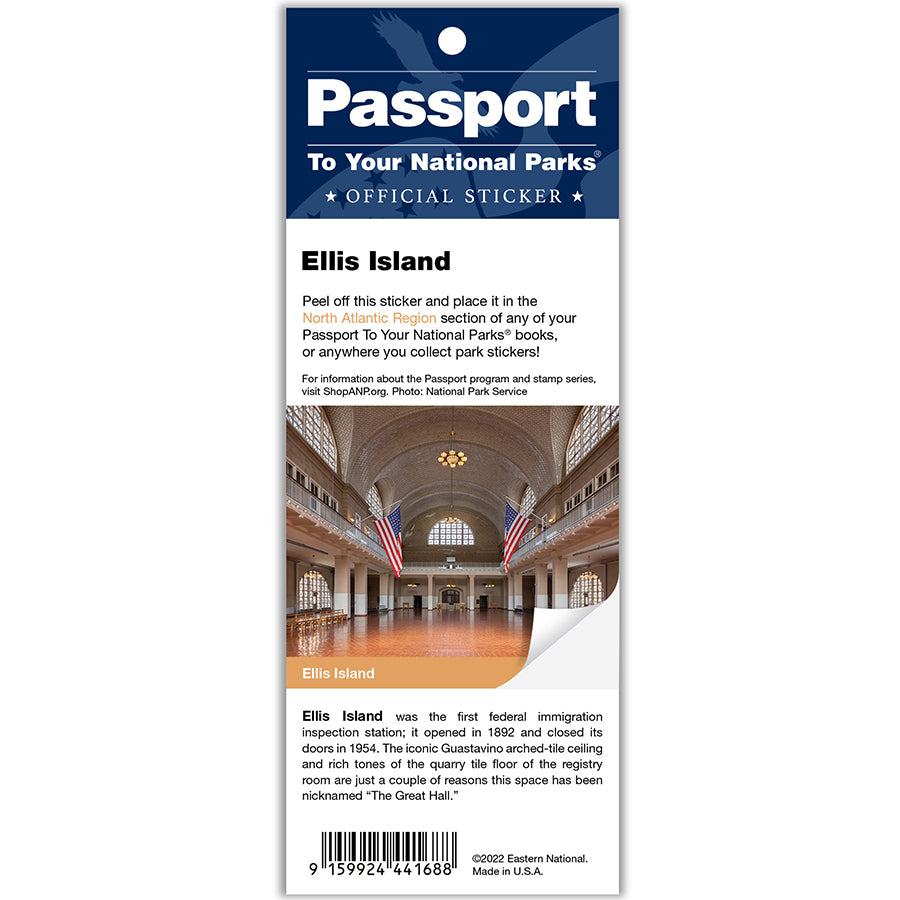 Passport
To Your National Parks®
★ OFFICIAL STICKER ★
Ellis Island
Peel off this sticker and place it in the
North Atlantic Region section of any of your
Passport To Your National Parks® books,
or anywhere you collect park stickers!
For information about the Passport program and stamp series,
visit ShopANP.org. Photo: National Park Service
Ellis Island
Ellis Island was the first federal immigration
inspection station; it opened in 1892 and closed its
doors in 1954. The iconic Guastavino arched-tile ceiling
and rich tones of the quarry tile floor of the registry
room are just a couple of reasons this space has been
nicknamed “The Great Hall.”
9 159924 441688
©2022 Eastern National.
Made in U.S.A.